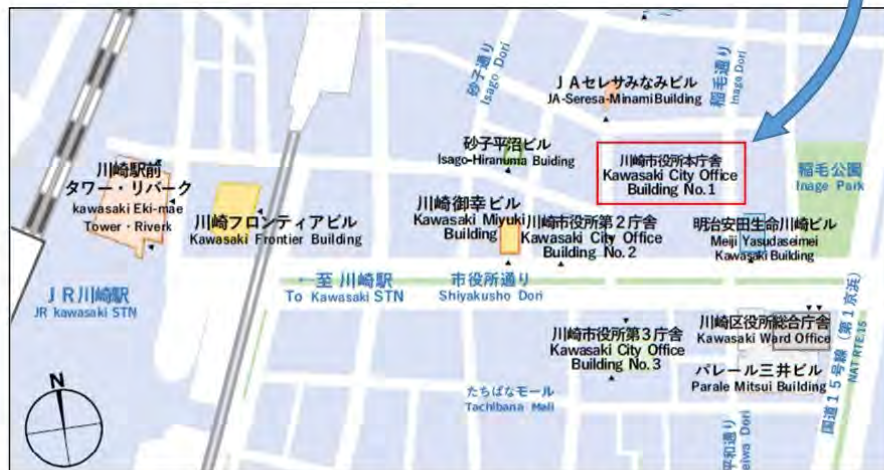 砂子通り
Isago Dori
稲毛通り
Inage Dori
JAセレサみなみビル
JA-Seresa-Minami Building
砂子平沼ビル
Isago-Hiranuma Buiding
川崎市役所本庁舎
Kawasaki City Office
Building No.1
稲毛公園
Inage Park
川崎駅前
タワー・リバーク
kawasaki Eki-mae
Tower・Riverk
川崎フロンティアビル
Kawasaki Frontier Building
川崎御幸ビル
Kawasaki Miyuki
Building
川崎市役所第2庁舎
Kawasaki City Office
Building No.2
明治安田生命川崎ビル
Meiji Yasudaseimei
Kawasaki Building
JR川崎駅
JR kawasaki STN
至 川崎駅
To Kawasaki STN
市役所通り
Shiyakusho Dori
川崎市役所第3庁舎
Kawasaki City Office
Building No.3
川崎区役所総合庁舎
Kawasaki Ward Office
パレール三井ビル
Parale Mitsui Building
国道15号線(第1京浜)
NAT RTE.15
たちばなモール
Tachibana Mall
平和通り
eiwa Dori
N